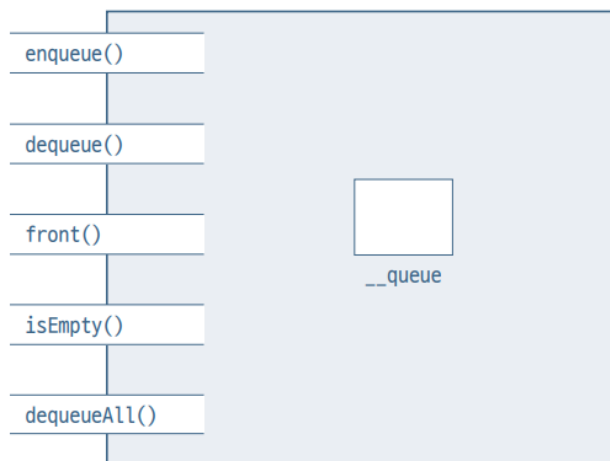 enqueue()
dequeue()
front()
__queue
isEmpty()
dequeueAll()